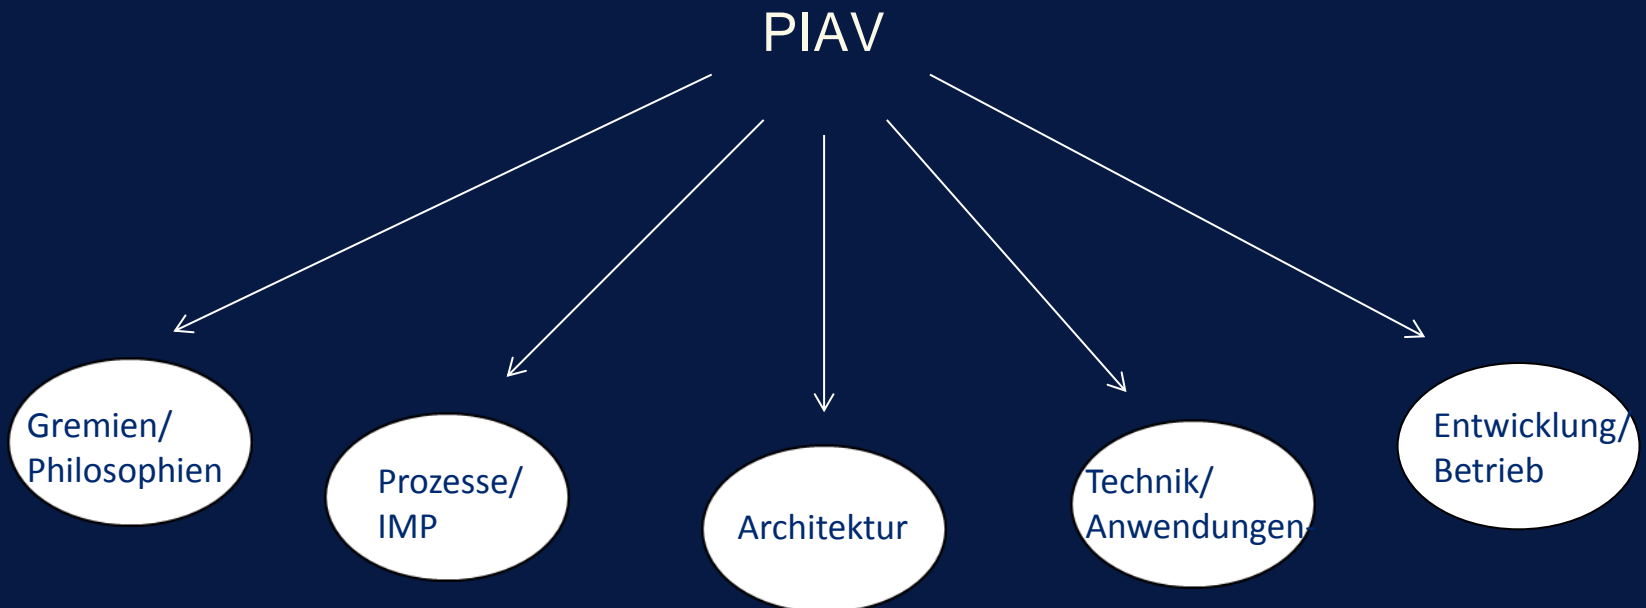 PIAV
Gremien/
Philosophien
Prozesse/
IMP
Architektur
Technik/
Anwendungen-
Entwicklung/
Betrieb